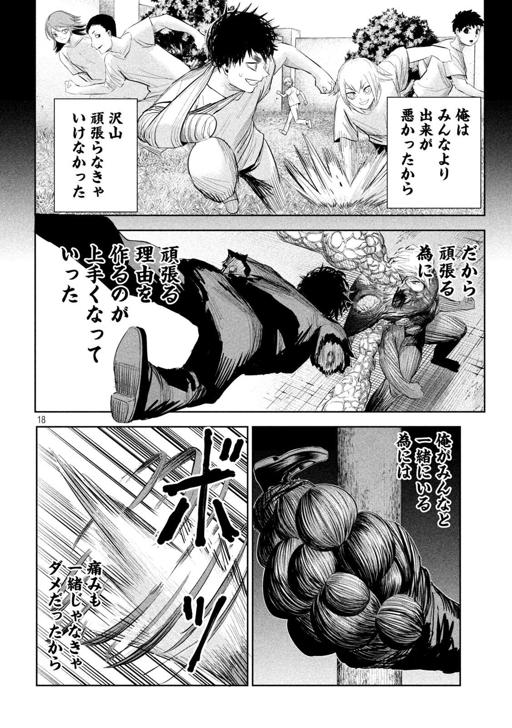 俺は
みんなより
出来が
悪かったから
沢山
頑張らなきゃ
いけなかった
だから
頑張る
為に
頑張る
理由を
作るのが
上手くなって
いった
18
俺がみんなと
一緒にいる
為には
ボッ
痛みも
一緒じゃなきゃ
ダメだったから